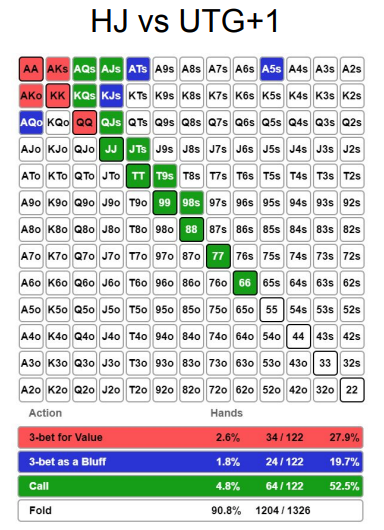 HJ vs UTG+1
AA AKs AQs AJs ATs A9s A8s A7s A6s A5s A4s A3s A2s
AKo KK KQs KJs KTs K9s K8s K7s K6s K5s K4s K3s K2s
AQo KQo QQ QJs QTs Q9s Q8s Q7s Q6s Q5s Q4s Q3s Q2s
AJo KJo QJo JJ JTs J9s J8s J7s J6s J5s J4s J3s J2s
ATo KTo QTo JTo TT T9s T8s T7s T6s T5s T4s T3s T2s
A9o K9o Q9o J9o T9o 99 98s 97s 96s 95s 94s 93s 92s
A8o K8o Q8o J8o T8o 98o 88 87s 86s 85s 84s 83s 82s
A7o K7o Q7o J7o T7o 97o 87o 77 76s 75s 74s 73s 72s
A6o K6o Q6o J6o T6o 96o 86o 76o 66 65s 64s 63s 62s
A5o K5o Q5o J5o T5o 95o 85o 75o 65o 55 54s 53s 52s
A4o K4o Q4o J4o T4o 94o 84o 74o 64o 54o 44 43s 42s
A3o K3o Q3o J3o T3o 93o 83o 73o 63o 53o 43o 33 32s
A2o K2o Q2o J2o T2o 92o 82o 72o 62o 52o 42o 32o 22
Action Hands
3-bet for Value 2.6% 34 / 122 27.9%
3-bet as a Bluff 1.8% 24 / 122 19.7%
Call 4.8% 64 / 122 52.5%
Fold 90.8% 1204 / 1326